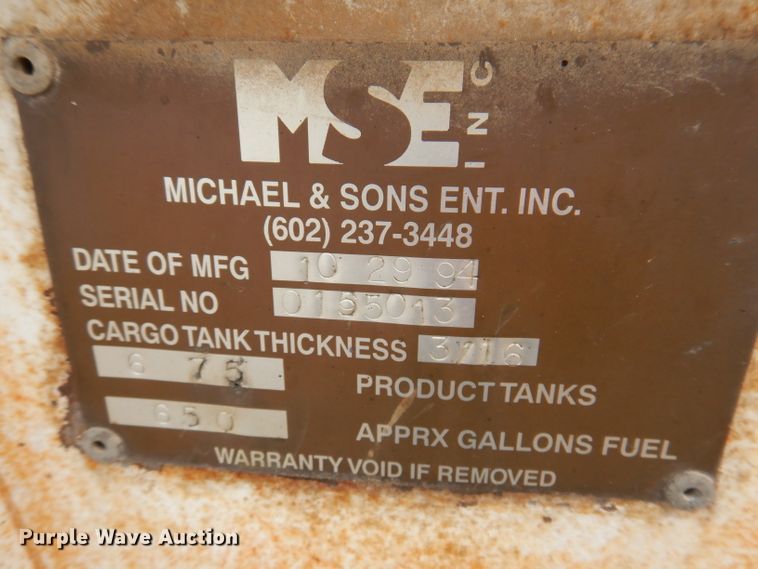 MSE INC
MICHAEL & SONS ENT. INC.
(602) 237-3448
DATE OF MFG 10 29 94
SERIAL NO 0195013
CARGO TANK THICKNESS 3/16
6 75 PRODUCT TANKS
650 APPRX GALLONS FUEL
WARRANTY VOID IF REMOVED
Purple Wave Auction